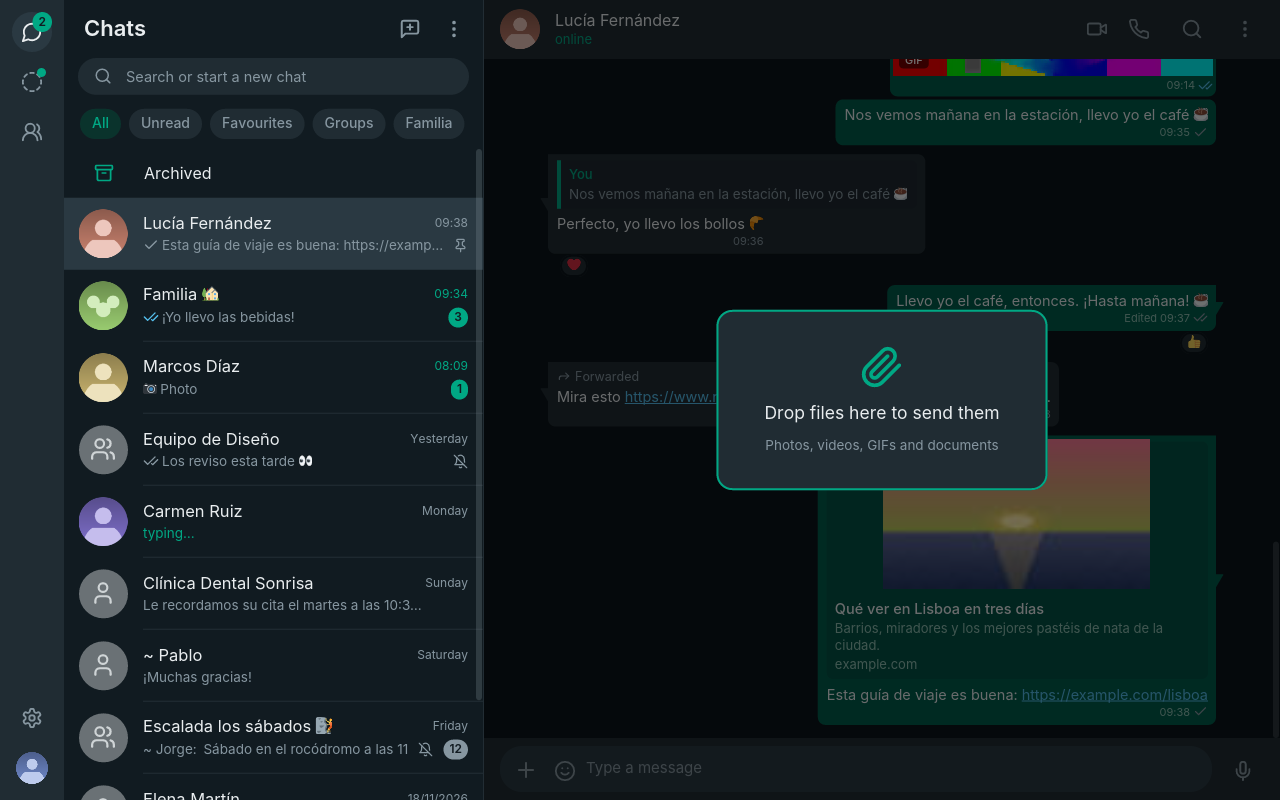 2
Chats
Search or start a new chat
All
Unread
Favourites
Groups
Familia
Archived
Lucía Fernández
09:38
Esta guía de viaje es buena: https://examp...
Familia
09:34
¡Yo llevo las bebidas!
3
Marcos Díaz
08:09
Photo
1
Equipo de Diseño
Yesterday
Los reviso esta tarde 👀
Carmen Ruiz
Monday
typing...
Clínica Dental Sonrisa
Sunday
Le recordamos su cita el martes a las 10:3...
~ Pablo
Saturday
¡Muchas gracias!
Escalada los sábados
Friday
~ Jorge: Sábado en el rocódromo a las 11
12
Elena Martín
18/11/2026
Lucía Fernández
online
GIF
09:14
Nos vemos mañana en la estación, llevo yo el café ☕
09:35
You
Nos vemos mañana en la estación, llevo yo el café ☕
Perfecto, yo llevo los bollos 🥐
09:36
Llevo yo el café, entonces. ¡Hasta mañana! ☕
Edited 09:37
Forwarded
Mira esto https://www.
Drop files here to send them
Photos, videos, GIFs and documents
Qué ver en Lisboa en tres días
Barrios, miradores y los mejores pastéis de nata de la
ciudad.
example.com
Esta guía de viaje es buena: https://example.com/lisboa
09:38
Type a message